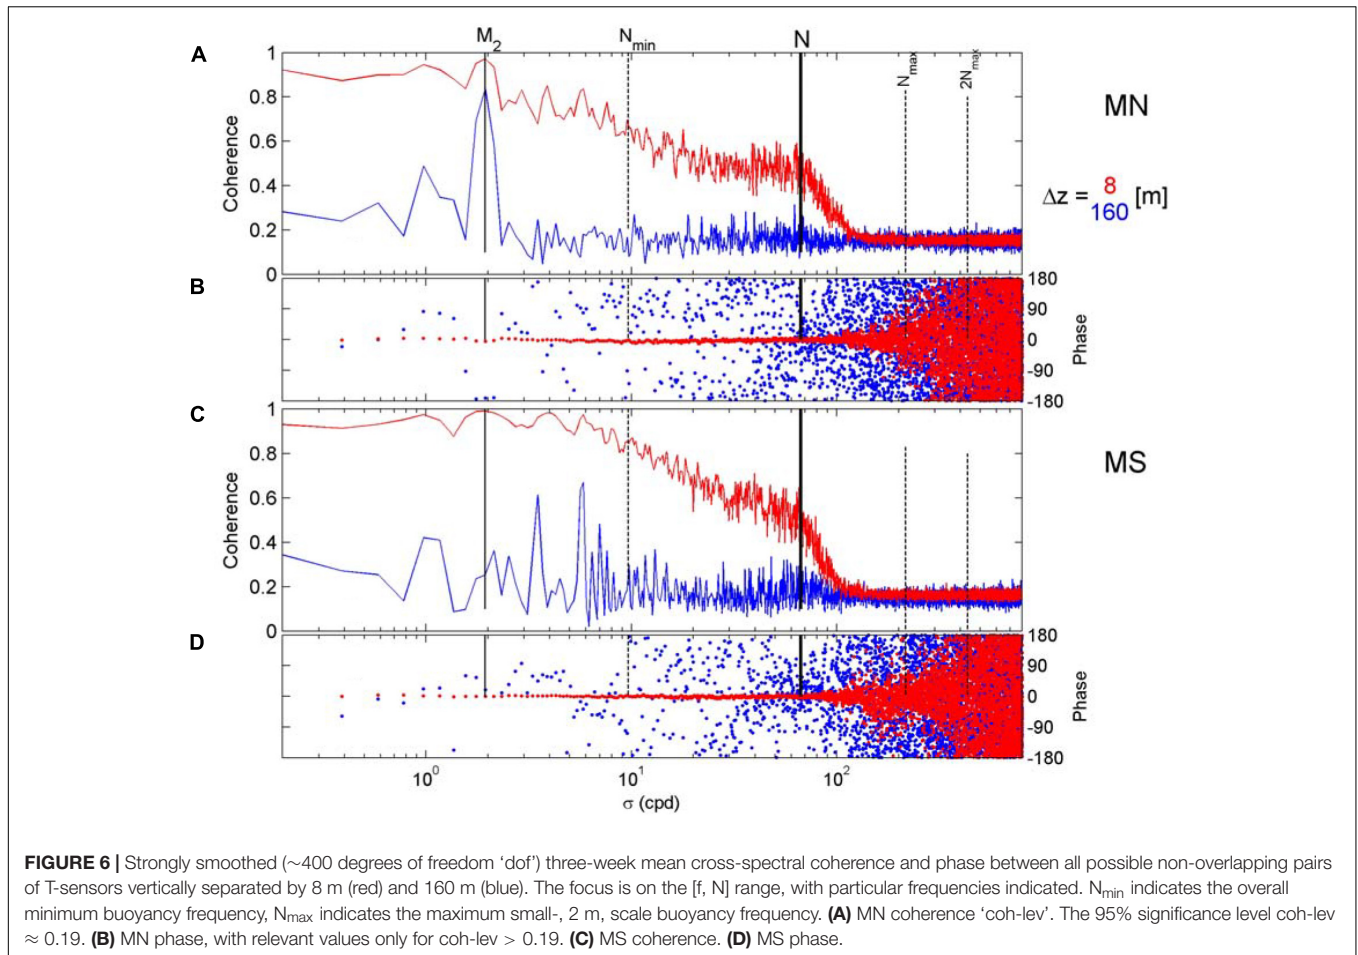 M2 Nmin N Nmax 2Nmax
A
1
0.8
0.6
0.4
0.2
0
Coherence
MN
Δz = 8 160 [m]
B
180
90
0
-90
-180
Phase
C
1
0.8
0.6
0.4
0.2
0
Coherence
MS
D
180
90
0
-90
-180
Phase
10^0 10^1 10^2
σ (cpd)
FIGURE 6 | Strongly smoothed (∼400 degrees of freedom ‘dof’) three-week mean cross-spectral coherence and phase between all possible non-overlapping pairs
of T-sensors vertically separated by 8 m (red) and 160 m (blue). The focus is on the [f, N] range, with particular frequencies indicated. Nmin indicates the overall
minimum buoyancy frequency, Nmax indicates the maximum small-, 2 m, scale buoyancy frequency. (A) MN coherence ‘coh-lev’. The 95% significance level coh-lev
≈ 0.19. (B) MN phase, with relevant values only for coh-lev > 0.19. (C) MS coherence. (D) MS phase.